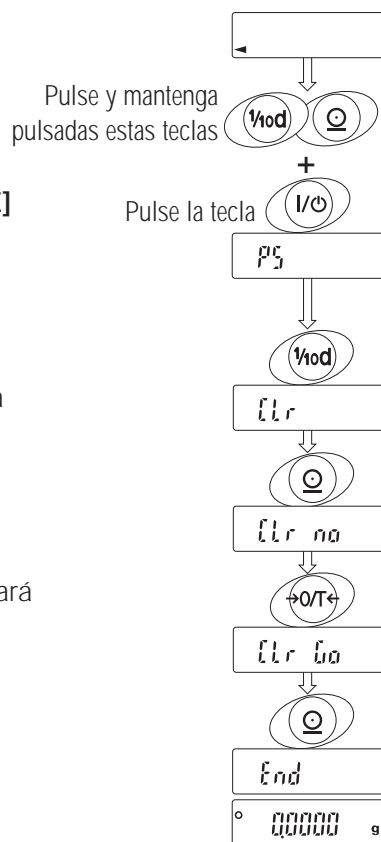 Pulse y mantenga
pulsadas estas teclas
1/10d
+
]
Pulse la tecla
I/⏻
PS
1/10d
a
Clr
Clr no
→0/T←
ará
Clr Go
End
0.0000 g